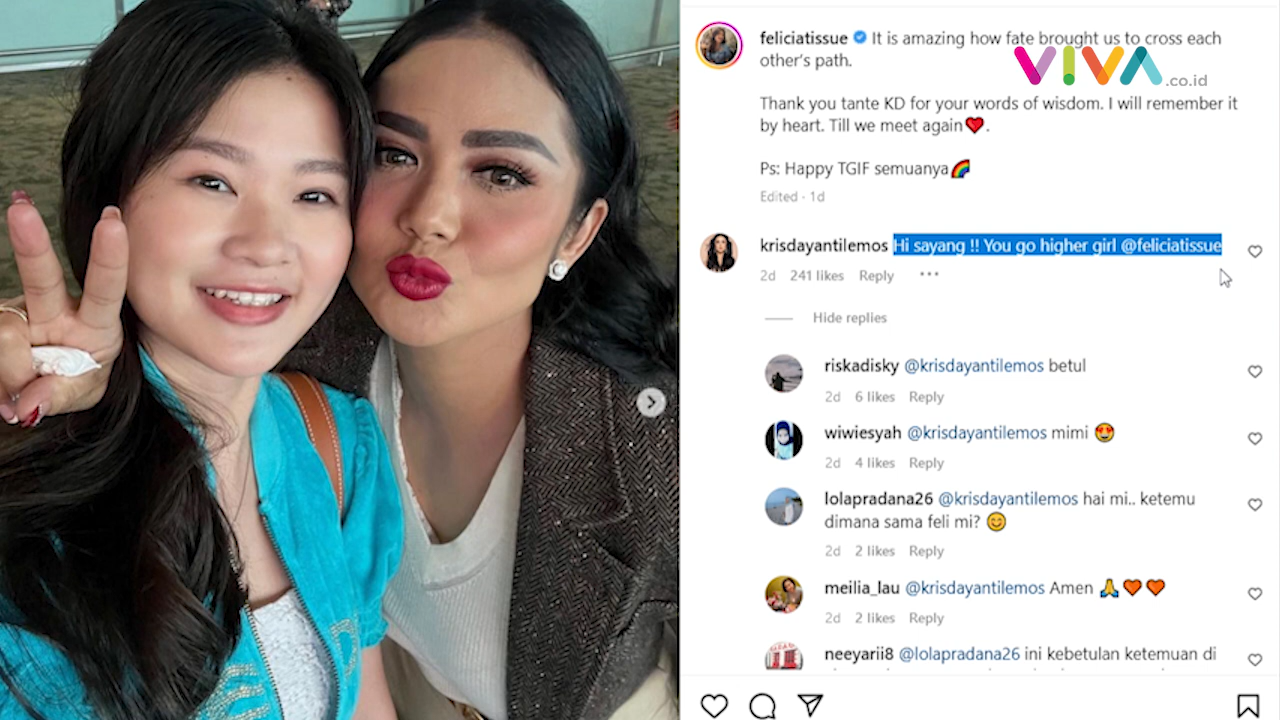 feliciatissue It is amazing how fate brought us to cross each
other's path.
VIVA.co.id
Thank you tante KD for your words of wisdom. I will remember it
by heart. Till we meet again❤️.
Ps: Happy TGIF semuanya🌈
Edited · 1d
krisdayantilemos Hi sayang !! You go higher girl @feliciatissue
2d 241 likes Reply ...
Hide replies
riskadisky @krisdayantilemos betul
2d 6 likes Reply
wiwiesyah @krisdayantilemos mimi 😍
2d 4 likes Reply
lolapradana26 @krisdayantilemos hai mi.. ketemu
dimana sama feli mi? 😊
2d 2 likes Reply
meilia_lau @krisdayantilemos Amen 🙏🧡🧡
2d 2 likes Reply
neeyarii8 @lolapradana26 ini kebetulan ketemuan di